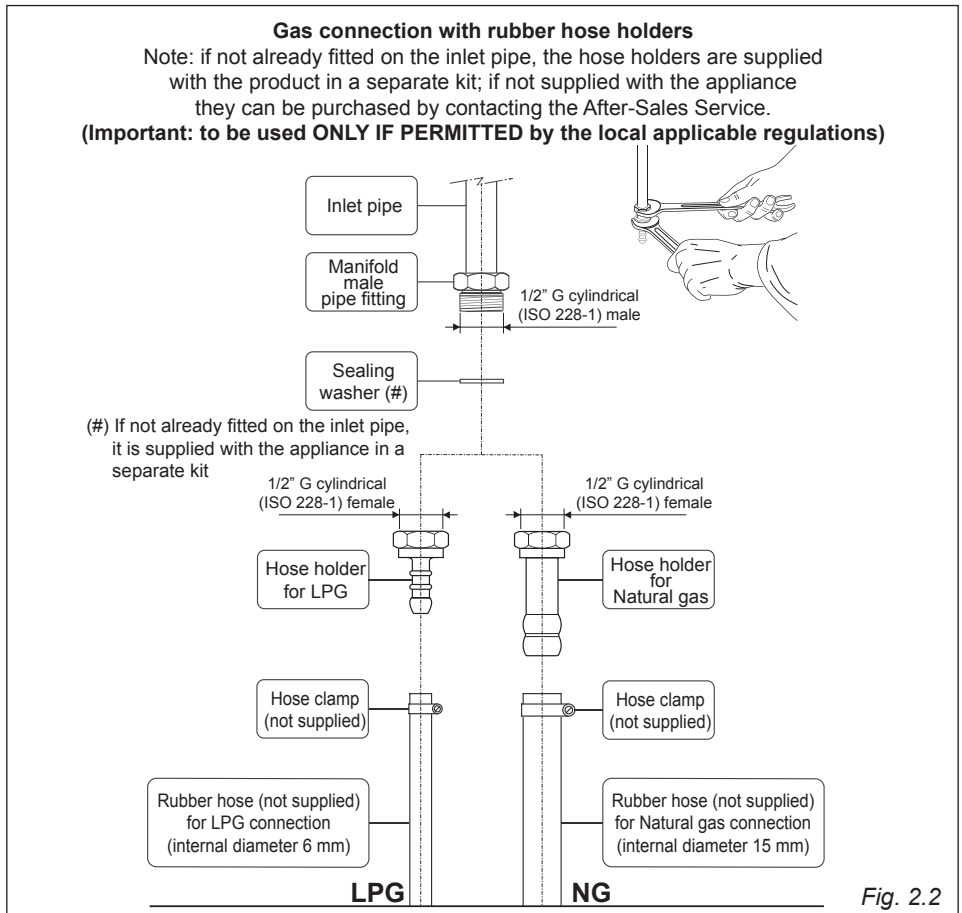 Gas connection with rubber hose holders
Note: if not already fitted on the inlet pipe, the hose holders are supplied
with the product in a separate kit; if not supplied with the appliance
they can be purchased by contacting the After-Sales Service.
(Important: to be used ONLY IF PERMITTED by the local applicable regulations)
Inlet pipe
Manifold
male
pipe fitting
1/2” G cylindrical
(ISO 228-1) male
Sealing
washer (#)
(#) If not already fitted on the inlet pipe,
it is supplied with the appliance in a
separate kit
1/2” G cylindrical
(ISO 228-1) female
1/2” G cylindrical
(ISO 228-1) female
Hose holder
for LPG
Hose holder
for
Natural gas
Hose clamp
(not supplied)
Hose clamp
(not supplied)
Rubber hose (not supplied)
for LPG connection
(internal diameter 6 mm)
Rubber hose (not supplied)
for Natural gas connection
(internal diameter 15 mm)
LPG
NG
Fig. 2.2